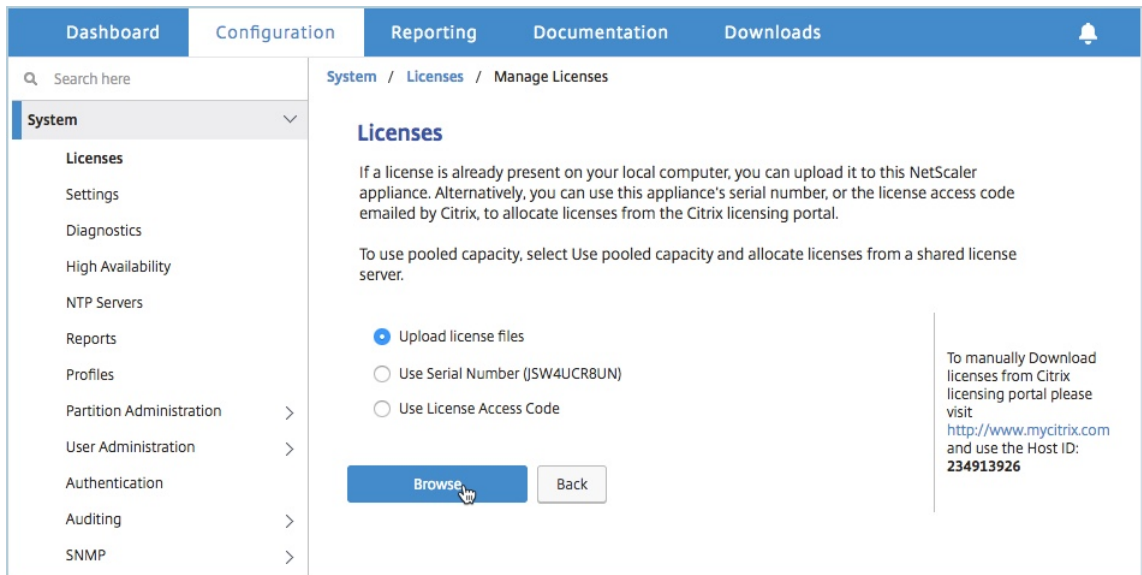 Dashboard Configuration Reporting Documentation Downloads
Search here
System
Licenses
Settings
Diagnostics
High Availability
NTP Servers
Reports
Profiles
Partition Administration
User Administration
Authentication
Auditing
SNMP
System / Licenses / Manage Licenses
Licenses
If a license is already present on your local computer, you can upload it to this NetScaler
appliance. Alternatively, you can use this appliance's serial number, or the license access code
emailed by Citrix, to allocate licenses from the Citrix licensing portal.
To use pooled capacity, select Use pooled capacity and allocate licenses from a shared license
server.
Upload license files
Use Serial Number (JSW4UCR8UN)
Use License Access Code
Browse Back
To manually Download
licenses from Citrix
licensing portal please
visit
http://www.mycitrix.com
and use the Host ID:
234913926